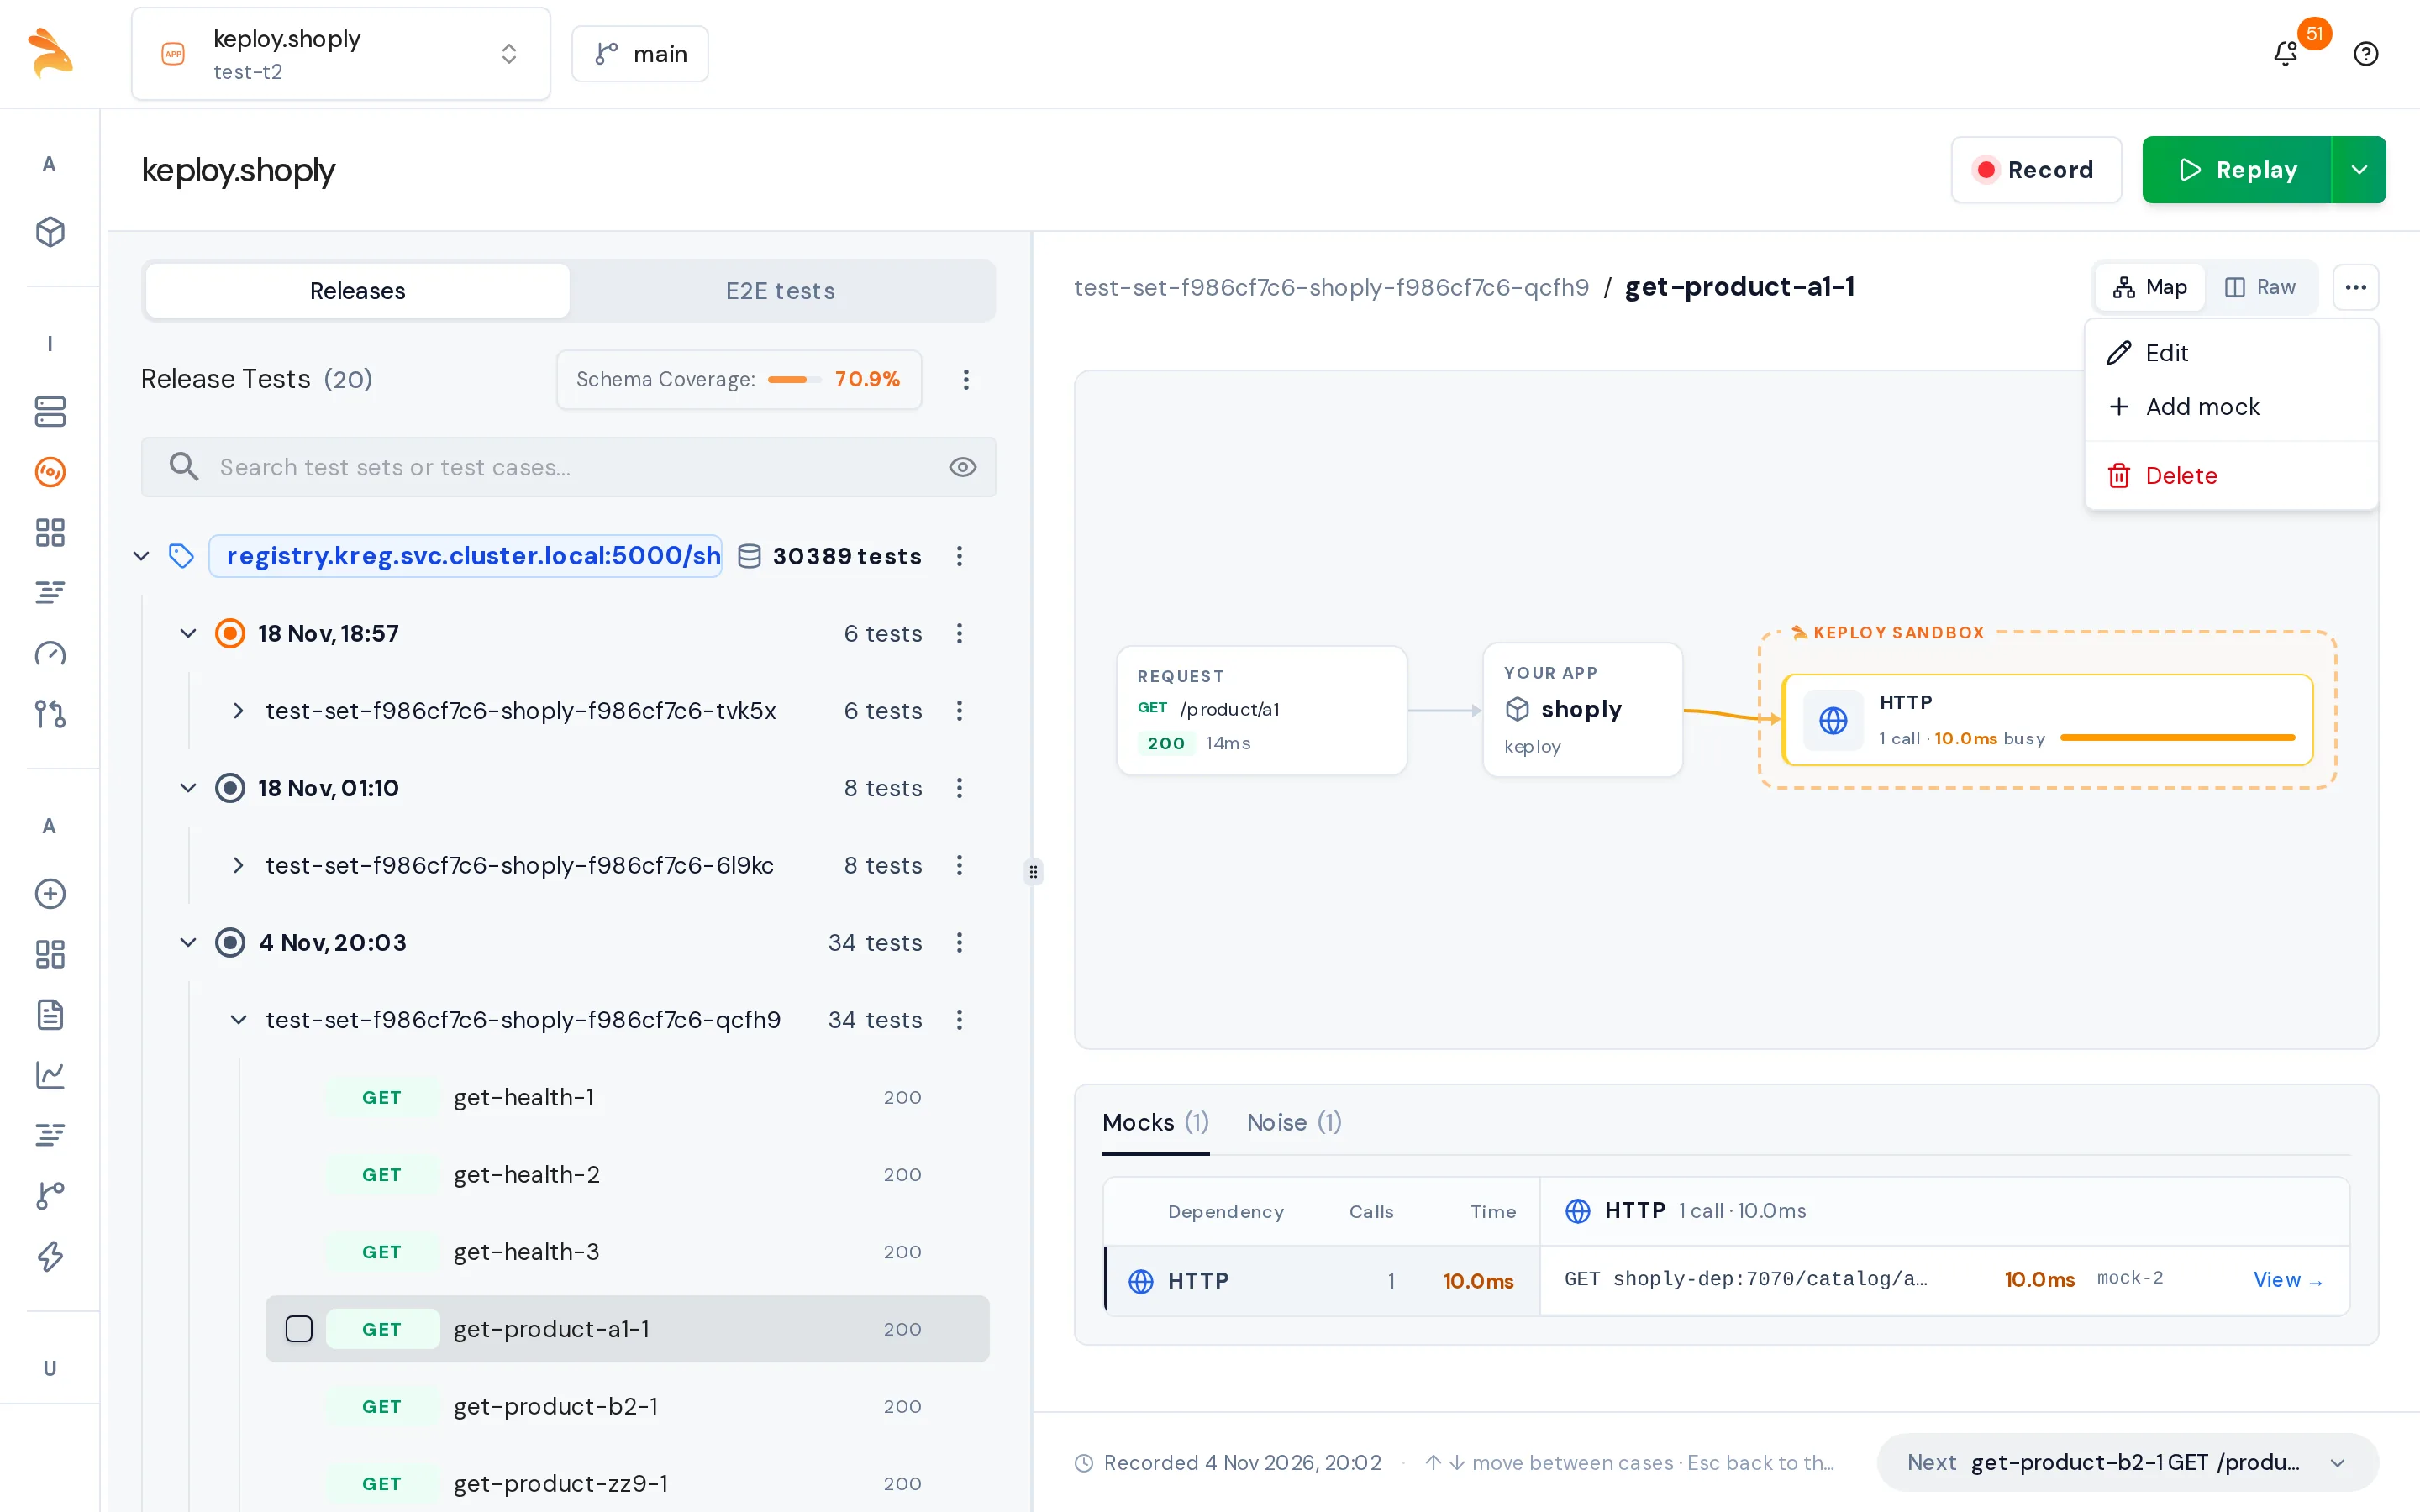 APP
keploy.shoply
test-t2
main
51
A
I
A
U
keploy.shoply
Record
Replay
Releases
E2E tests
Release Tests (20)
Schema Coverage: 70.9%
Search test sets or test cases...
registry.kreg.svc.cluster.local:5000/sh
30389 tests
18 Nov, 18:57
6 tests
test-set-f986cf7c6-shoply-f986cf7c6-tvk5x
6 tests
18 Nov, 01:10
8 tests
test-set-f986cf7c6-shoply-f986cf7c6-6l9kc
8 tests
4 Nov, 20:03
34 tests
test-set-f986cf7c6-shoply-f986cf7c6-qcfh9
34 tests
GET get-health-1 200
GET get-health-2 200
GET get-health-3 200
GET get-product-a1-1 200
GET get-product-b2-1 200
GET get-product-zz9-1 200
test-set-f986cf7c6-shoply-f986cf7c6-qcfh9 / get-product-a1-1
Map
Raw
Edit
Add mock
Delete
REQUEST
GET /product/a1
200 14ms
YOUR APP
shoply
keploy
KEPLOY SANDBOX
HTTP
1 call · 10.0ms busy
Mocks (1)
Noise (1)
Dependency Calls Time
HTTP 1 10.0ms
HTTP 1 call · 10.0ms
GET shoply-dep:7070/catalog/a… 10.0ms mock-2 View →
Recorded 4 Nov 2026, 20:02 · ↑ ↓ move between cases · Esc back to th…
Next get-product-b2-1 GET /produ…